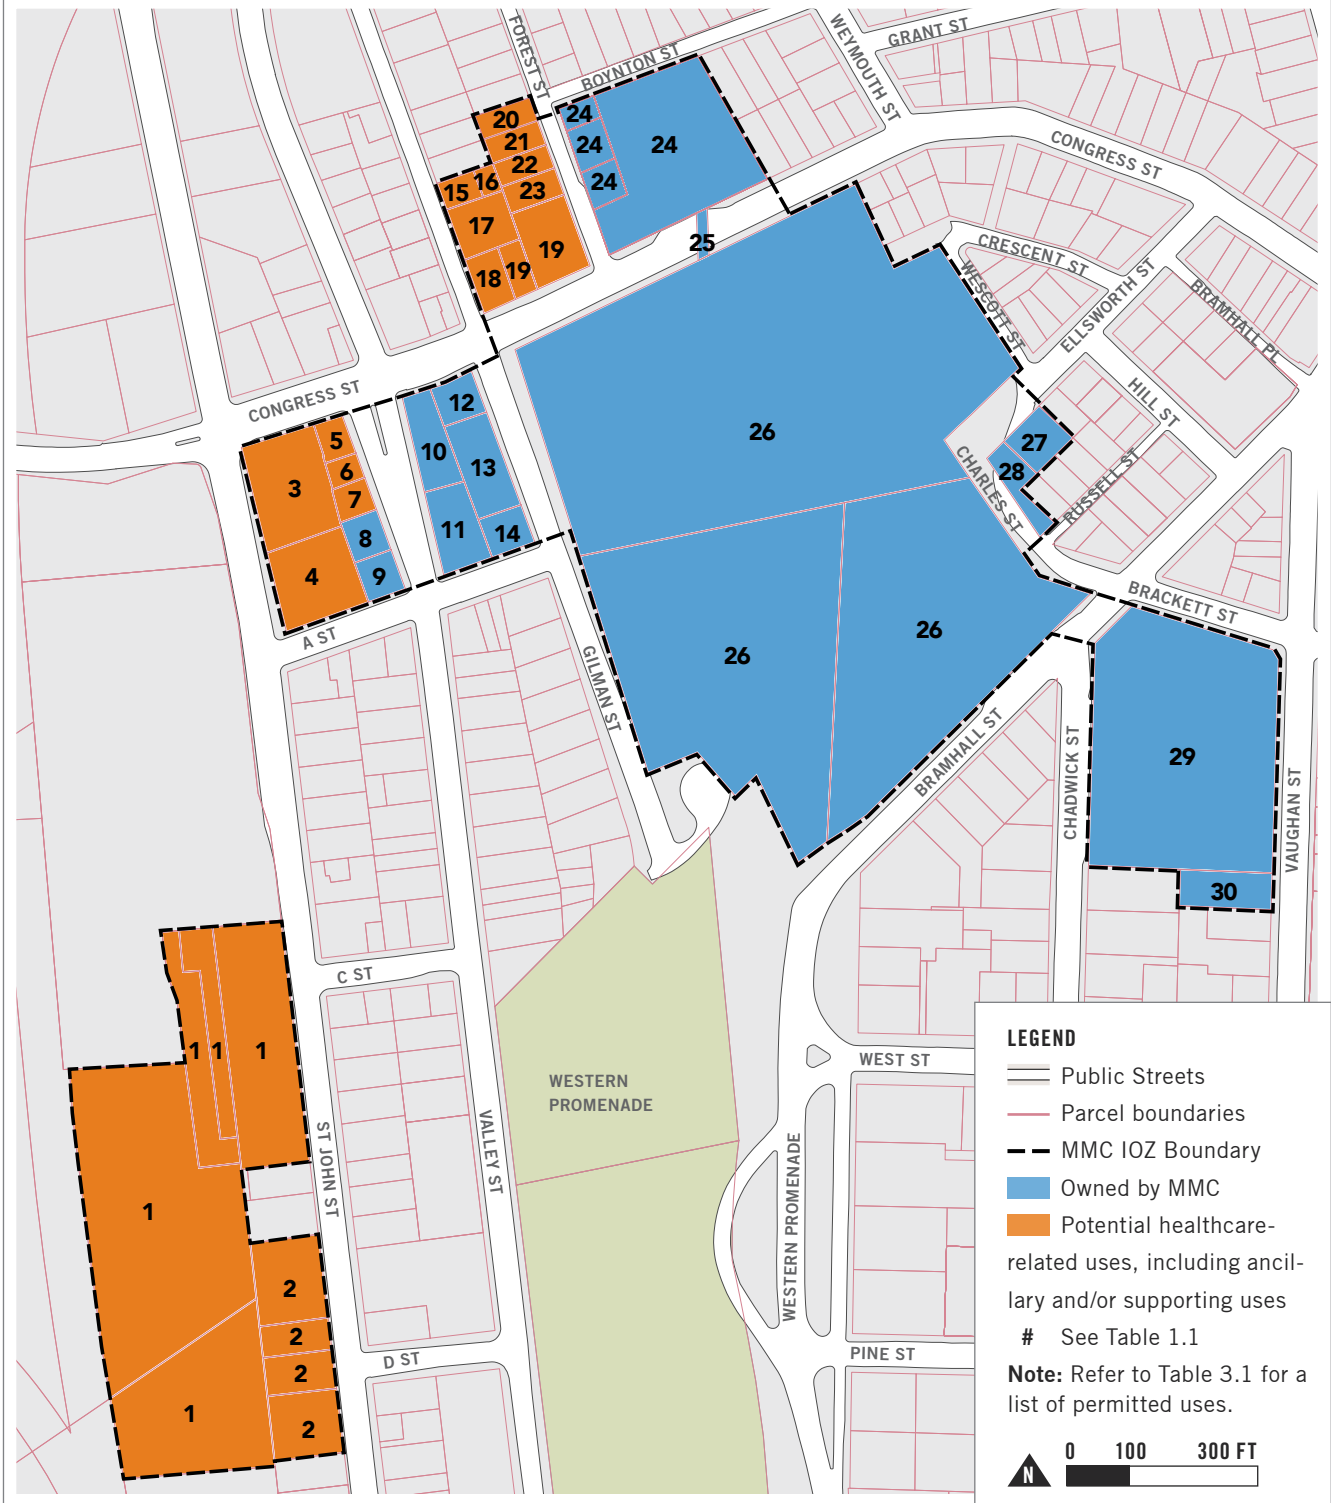 FOREST ST
BOYNTON ST
WEYMOUTH ST
GRANT ST
CONGRESS ST
20
21
22
23
15
16
17
18
19
19
24
24
24
24
25
CRESCENT ST
WESCOTT ST
ELLSWORTH ST
BRAMHALL PL
HILL ST
RUSSELL ST
CHARLES ST
BRACKETT ST
CONGRESS ST
12
10
13
11
14
5
3
6
7
8
4
9
26
27
28
26
26
A ST
GILMAN ST
BRAMHALL ST
CHADWICK ST
VAUGHAN ST
29
30
C ST
ST JOHN ST
VALLEY ST
D ST
1
1
1
1
1
2
2
2
2
WESTERN
PROMENADE
WESTERN PROMENADE
WEST ST
PINE ST
LEGEND
Public Streets
Parcel boundaries
MMC IOZ Boundary
Owned by MMC
Potential healthcare-
related uses, including ancil-
lary and/or supporting uses
# See Table 1.1
Note: Refer to Table 3.1 for a
list of permitted uses.
N
0 100 300 FT